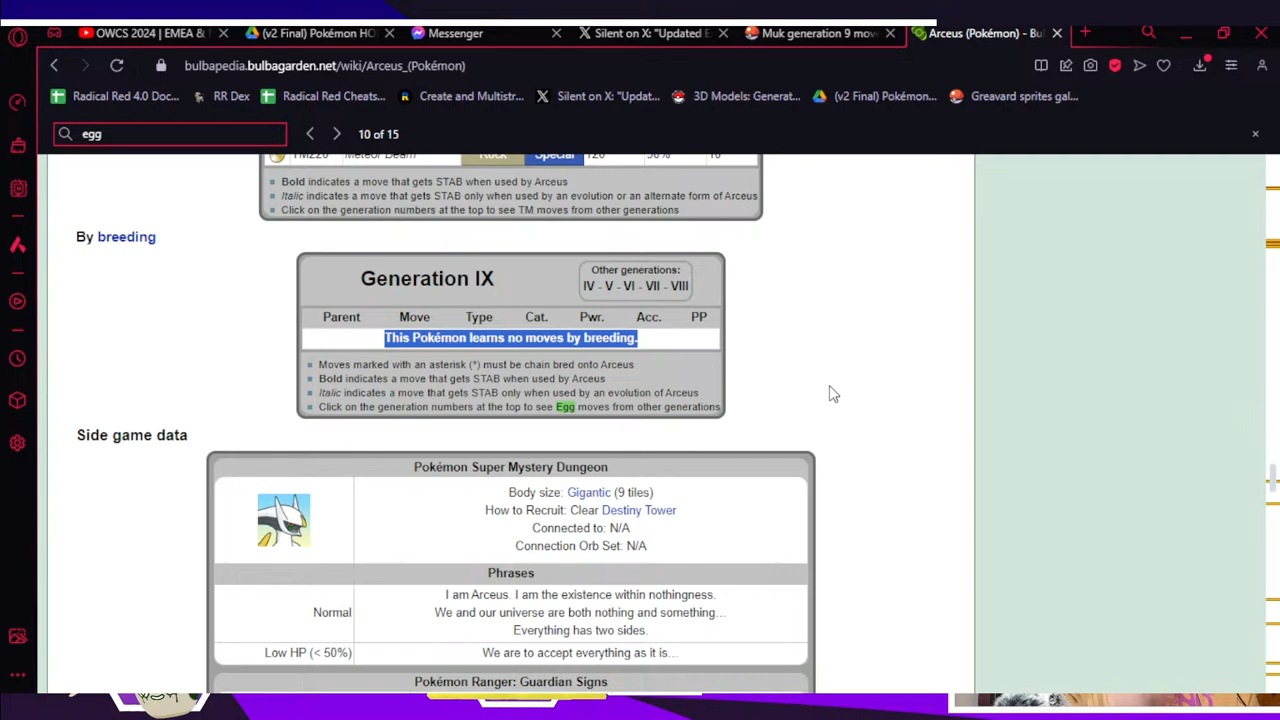 OWCS 2024 | EMEA &
(v2 Final) Pokémon HO
Messenger
Silent on X: "Updated E
Muk generation 9 mov
Arceus (Pokémon) - Bul
bulbapedia.bulbagarden.net/wiki/Arceus_(Pokémon)
Radical Red 4.0 Doc...
RR Dex
Radical Red Cheats...
Create and Multistr...
Silent on X: "Updat...
3D Models: Generat...
(v2 Final) Pokémon...
Greavard sprites gal...
egg
10 of 15
TM220 Meteor Beam Rock Special 120 90% 10
Bold indicates a move that gets STAB when used by Arceus
Italic indicates a move that gets STAB only when used by an evolution or an alternate form of Arceus
Click on the generation numbers at the top to see TM moves from other generations
By breeding
Generation IX
Other generations:
IV - V - VI - VII - VIII
Parent Move Type Cat. Pwr. Acc. PP
This Pokémon learns no moves by breeding.
Moves marked with an asterisk (*) must be chain bred onto Arceus
Bold indicates a move that gets STAB when used by Arceus
Italic indicates a move that gets STAB only when used by an evolution of Arceus
Click on the generation numbers at the top to see Egg moves from other generations
Side game data
Pokémon Super Mystery Dungeon
Body size: Gigantic (9 tiles)
How to Recruit: Clear Destiny Tower
Connected to: N/A
Connection Orb Set: N/A
Phrases
Normal
I am Arceus. I am the existence within nothingness.
We and our universe are both nothing and something...
Everything has two sides.
Low HP (< 50%)
We are to accept everything as it is...
Pokémon Ranger: Guardian Signs